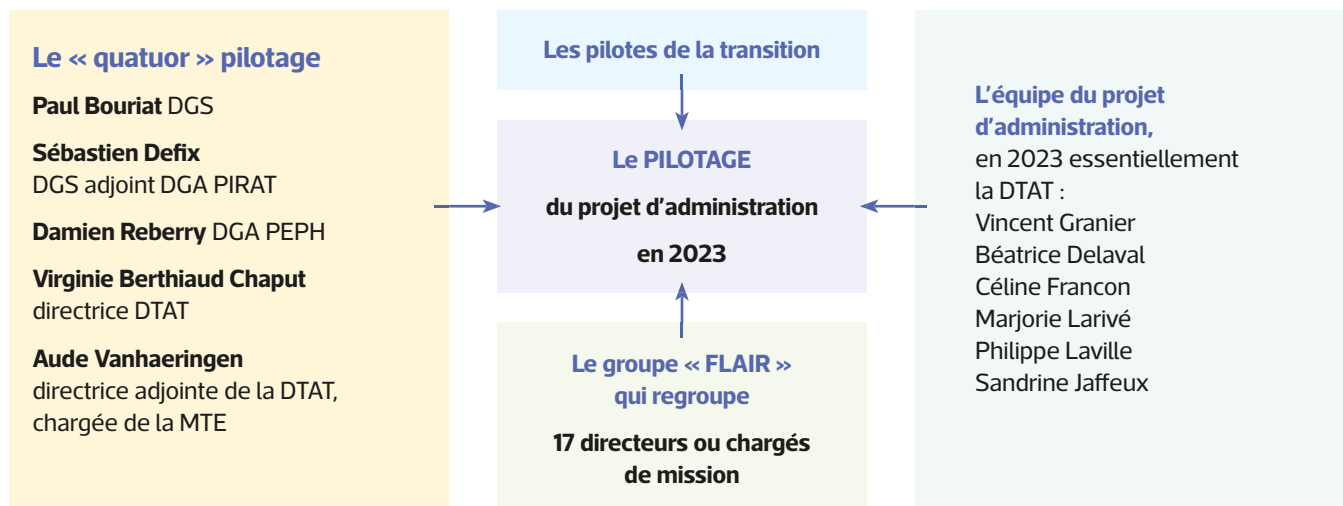 Le « quatuor » pilotage
Paul Bouriat DGS
Sébastien Defix
DGS adjoint DGA PIRAT
Damien Reberry DGA PEPH
Virginie Berthiaud Chaput
directrice DTAT
Aude Vanhaeringen
directrice adjointe de la DTAT,
chargée de la MTE
Les pilotes de la transition
Le PILOTAGE
du projet d'administration
en 2023
Le groupe « FLAIR »
qui regroupe
17 directeurs ou chargés
de mission
L'équipe du projet
d'administration,
en 2023 essentiellement
la DTAT :
Vincent Granier
Béatrice Delaval
Céline Francon
Marjorie Larivé
Philippe Laville
Sandrine Jaffeux